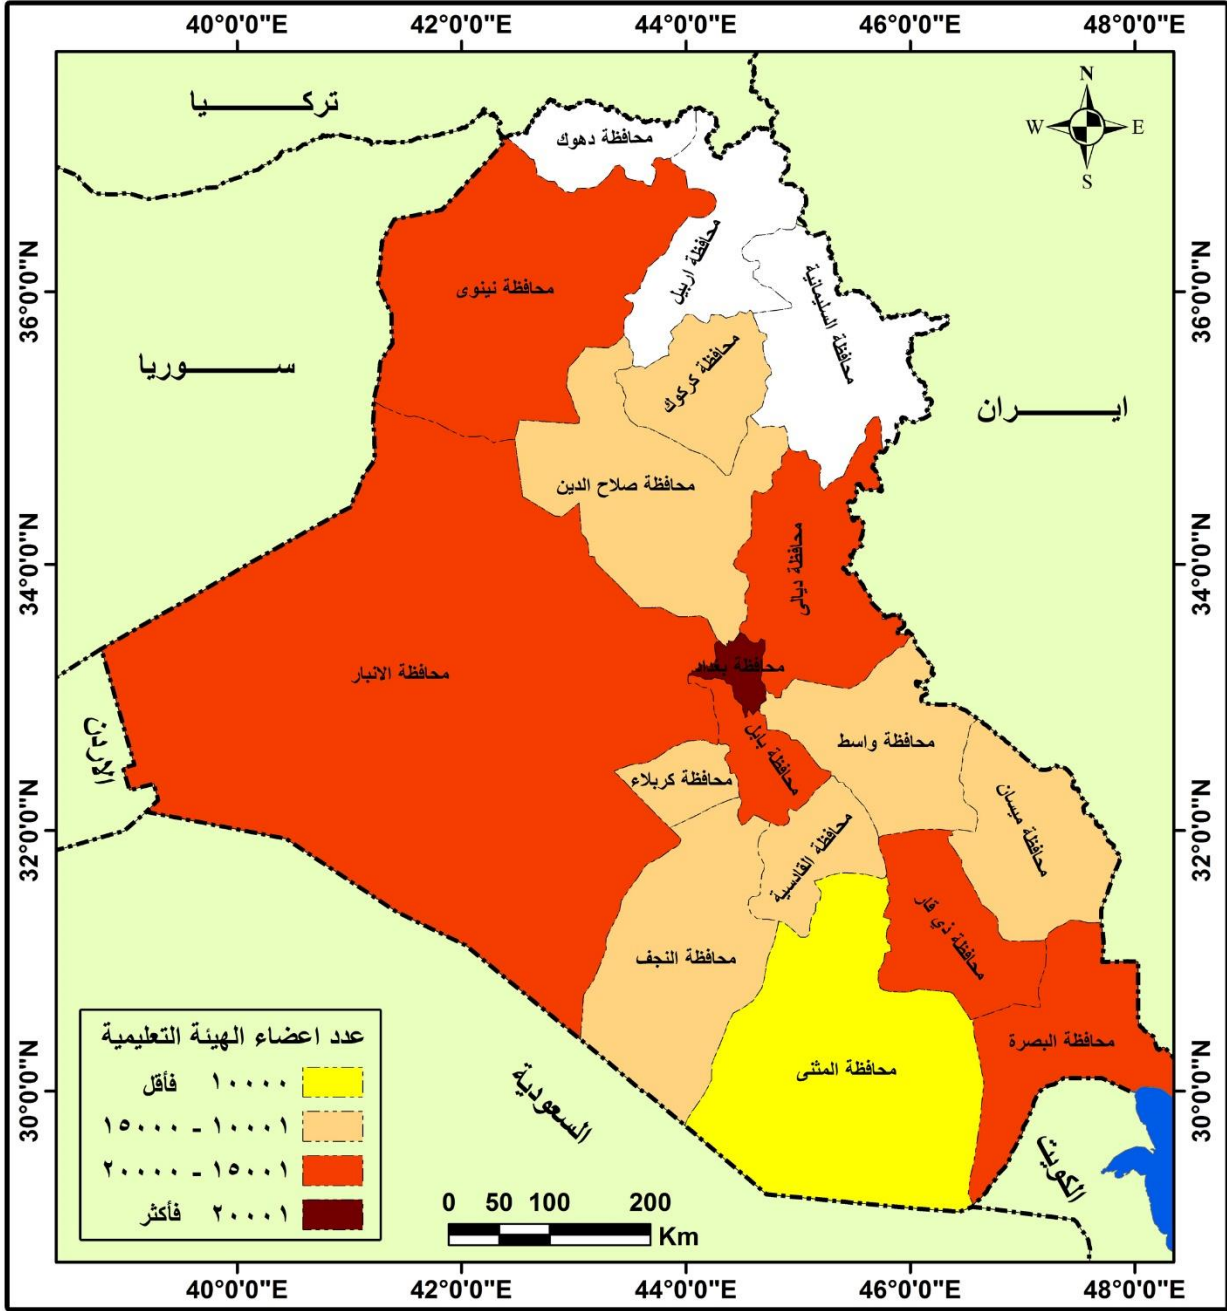 40°0'0"E 42°0'0"E 44°0'0"E 46°0'0"E 48°0'0"E
N
W E
S
تركـــــيا
محافظة دهوك
محافظة اربيل
محافظة السليمانية
36°0'0"N 36°0'0"N
محافظة نينوى
ســـــوريا
محافظة كركوك
ايـــــران
محافظة صلاح الدين
34°0'0"N 34°0'0"N
محافظة ديالى
محافظة بغداد
محافظة الانبار
الاردن
محافظة بابل
محافظة واسط
محافظة كربلاء
محافظة ميسان
32°0'0"N 32°0'0"N
محافظة القادسية
محافظة ذي قار
محافظة النجف
محافظة البصرة
محافظة المثنى
30°0'0"N 30°0'0"N
السعودية
الكويت
عدد اعضاء الهيئة التعليمية
١٠٠٠٠ فأقل
١٠٠٠١ - ١٥٠٠٠
١٥٠٠١ - ٢٠٠٠٠
٢٠٠٠١ فأكثر
0 50 100 200
Km
40°0'0"E 42°0'0"E 44°0'0"E 46°0'0"E 48°0'0"E